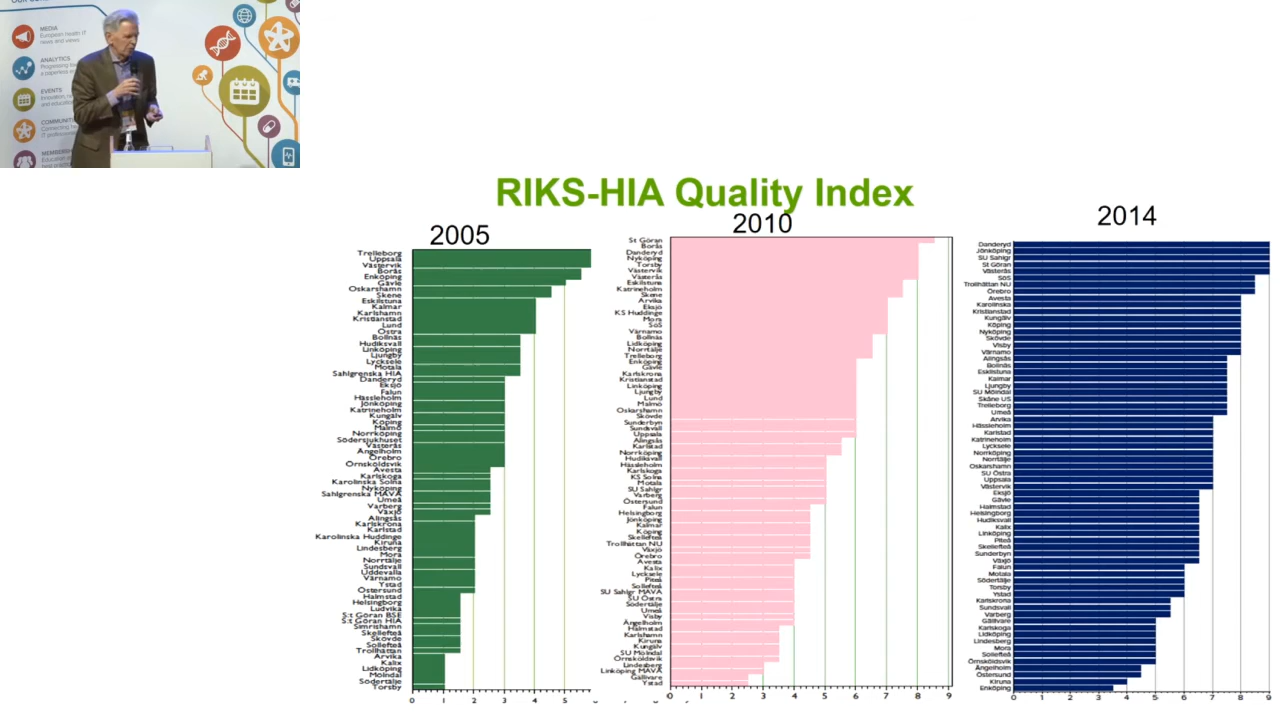 MEDIA
European health IT
news and views
ANALYTICS
EVENTS
RIKS-HIA Quality Index
2005
2010
2014
Trelleborg
Uppsala
Västervik
Borås
Enköping
Gävle
Oskarshamn
Skene
Eskilstuna
Kalmar
Karlshamn
Kristianstad
Lund
Östra
Bollnäs
Hudiksvall
Linköping
Ljungby
Lycksele
Motala
Sahlgrenska HIA
Danderyd
Eksjö
Falun
Hässleholm
Jönköping
Katrineholm
Kungälv
Köping
Malmö
Norrköping
Södersjukhuset
Västerås
Ängelholm
Örebro
Örnsköldsvik
Avesta
Karlskoga
Karolinska Solna
Nyköping
Sahlgrenska MAVA
Umeå
Varberg
Växjö
Alingsås
Karlskrona
Karlstad
Karolinska Huddinge
Kiruna
Lindesberg
Mora
Norrtälje
Sundsvall
Uddevalla
Värnamo
Ystad
Östersund
Halmstad
Helsingborg
Ludvika
S:t Göran BSE
S:t Göran HIA
Simrishamn
Skellefteå
Skövde
Sollefteå
Trollhättan
Arvika
Kalix
Lidköping
Mölndal
Södertälje
Torsby
0 1 2 3 4 5
St Göran
Borås
Danderyd
Nyköping
Torsby
Västervik
Västerås
Eskilstuna
Katrineholm
Skene
Arvika
Eksjö
KS Huddinge
Mora
SöS
Värnamo
Bollnäs
Lidköping
Norrtälje
Trelleborg
Enköping
Gävle
Karlskrona
Kristianstad
Linköping
Ljungby
Lund
Malmö
Oskarshamn
Skövde
Sunderbyn
Sundsvall
Uppsala
Alingsås
Karlstad
Norrköping
Hudiksvall
Hässleholm
Karlskoga
KS Solna
Motala
SU Sahlgr
Varberg
Östersund
Falun
Helsingborg
Jönköping
Kalmar
Köping
Skellefteå
Trollhättan NU
Växjö
Örebro
Avesta
Kalix
Lycksele
Piteå
Sollefteå
SU Sahlgr MAVA
SU Östra
Södertälje
Umeå
Visby
Ängelholm
Halmstad
Karlshamn
Kiruna
Kungälv
SU Mölndal
Örnsköldsvik
Lindesberg
Linköping MAVA
Gällivare
Ystad
0 1 2 3 4 5 6 7 8 9
Danderyd
Jönköping
SU Sahlgr
St Göran
Västerås
SöS
Trollhättan NU
Örebro
Avesta
Karolinska
Kristianstad
Kungälv
Köping
Nyköping
Skövde
Visby
Värnamo
Alingsås
Bollnäs
Eskilstuna
Kalmar
Ljungby
SU Mölndal
Skåne US
Trelleborg
Umeå
Arvika
Hässleholm
Karlstad
Katrineholm
Lycksele
Norrköping
Norrtälje
Oskarshamn
SU Östra
Uppsala
Västervik
Eksjö
Gävle
Halmstad
Helsingborg
Hudiksvall
Kalix
Linköping
Piteå
Skellefteå
Sunderbyn
Växjö
Falun
Motala
Södertälje
Torsby
Ystad
Karlskrona
Sundsvall
Varberg
Gällivare
Karlskoga
Lidköping
Lindesberg
Mora
Sollefteå
Örnsköldsvik
Ängelholm
Östersund
Kiruna
Enköping
0 1 2 3 4 5 6 7 8 9